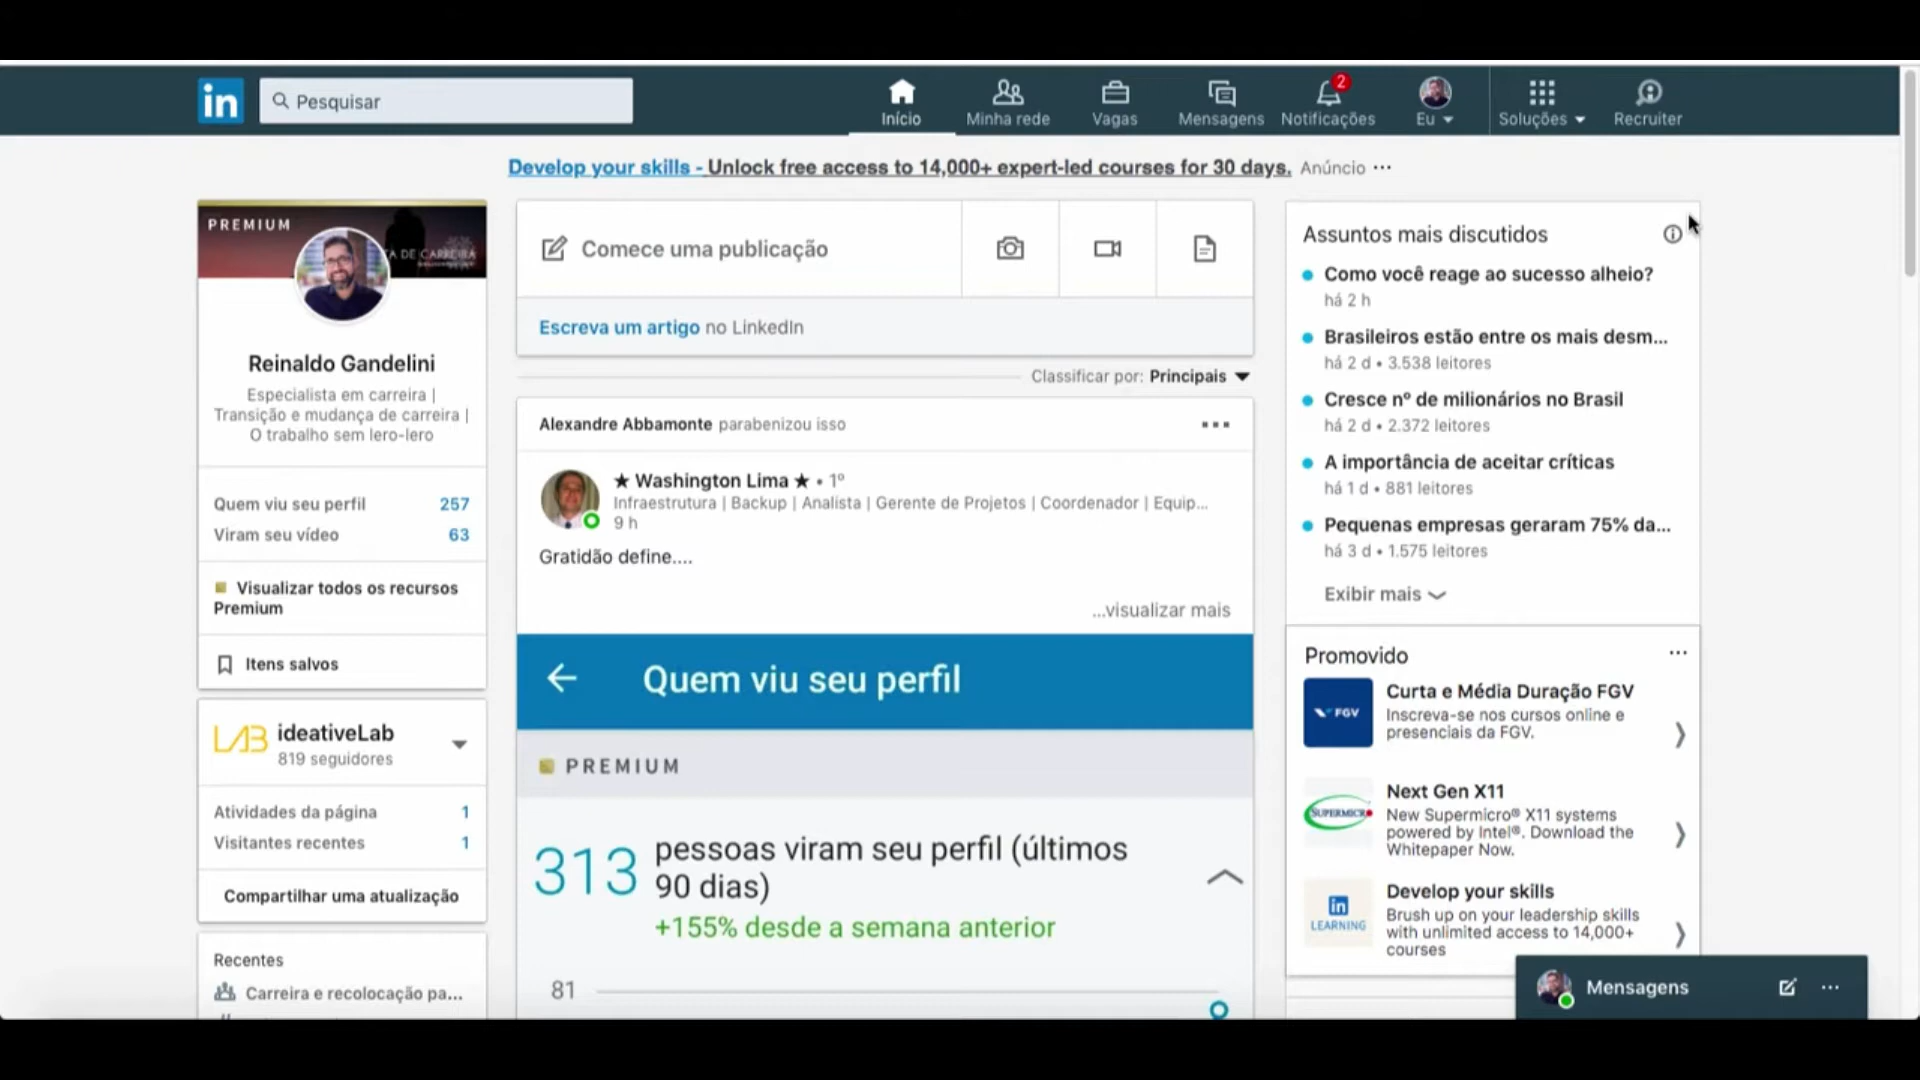 in
Pesquisar
Início
Minha rede
Vagas
Mensagens
2
Notificações
Eu
Soluções
Recruiter
Develop your skills - Unlock free access to 14,000+ expert-led courses for 30 days. Anúncio
PREMIUM
Reinaldo Gandelini
Especialista em carreira |
Transição e mudança de carreira |
O trabalho sem lero-lero
Quem viu seu perfil 257
Viram seu vídeo 63
Visualizar todos os recursos
Premium
Itens salvos
LAB
ideativeLab
819 seguidores
Atividades da página 1
Visitantes recentes 1
Compartilhar uma atualização
Recentes
Carreira e recolocação pa...
Comece uma publicação
Escreva um artigo no LinkedIn
Classificar por: Principais
Alexandre Abbamonte parabenizou isso
★ Washington Lima ★ • 1º
Infraestrutura | Backup | Analista | Gerente de Projetos | Coordenador | Equip...
9 h
Gratidão define....
...visualizar mais
Quem viu seu perfil
PREMIUM
313
pessoas viram seu perfil (últimos
90 dias)
+155% desde a semana anterior
81
Assuntos mais discutidos
Como você reage ao sucesso alheio?
há 2 h
Brasileiros estão entre os mais desm...
há 2 d • 3.538 leitores
Cresce nº de milionários no Brasil
há 2 d • 2.372 leitores
A importância de aceitar críticas
há 1 d • 881 leitores
Pequenas empresas geraram 75% da...
há 3 d • 1.575 leitores
Exibir mais
Promovido
FGV
Curta e Média Duração FGV
Inscreva-se nos cursos online e
presenciais da FGV.
SUPERMICRO
Next Gen X11
New Supermicro® X11 systems
powered by Intel®. Download the
Whitepaper Now.
in
LEARNING
Develop your skills
Brush up on your leadership skills
with unlimited access to 14,000+
courses
Mensagens